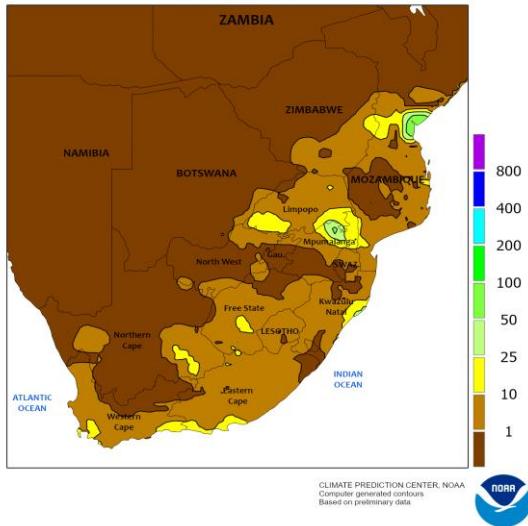 ZAMBIA
ZIMBABWE
NAMIBIA
BOTSWANA
MOZAMBIQUE
Limpopo
Mpumalanga
North West
Gau.
SWAZ
Free State
Kwazulu
Natal
LESOTHO
Northern
Cape
Eastern
Cape
Western
Cape
ATLANTIC
OCEAN
INDIAN
OCEAN
800
400
200
100
50
25
10
1
CLIMATE PREDICTION CENTER, NOAA
Computer generated contours
Based on preliminary data
NOAA